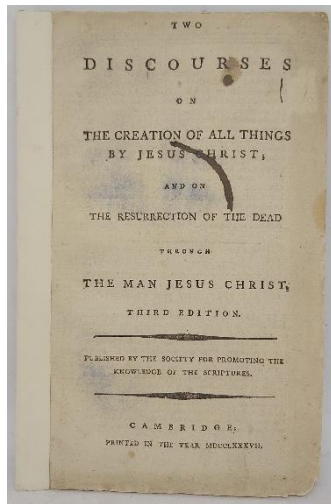 TWO
DISCOURSES
ON
THE CREATION OF ALL THINGS
BY JESUS CHRIST;
AND ON
THE RESURRECTION OF THE DEAD
THROUGH
THE MAN JESUS CHRIST,
THIRD EDITION.
PUBLISHED BY THE SOCIETY FOR PROMOTING THE
KNOWLEDGE OF THE SCRIPTURES.
CAMBRIDGE:
PRINTED IN THE YEAR MDCCLXXXVII.